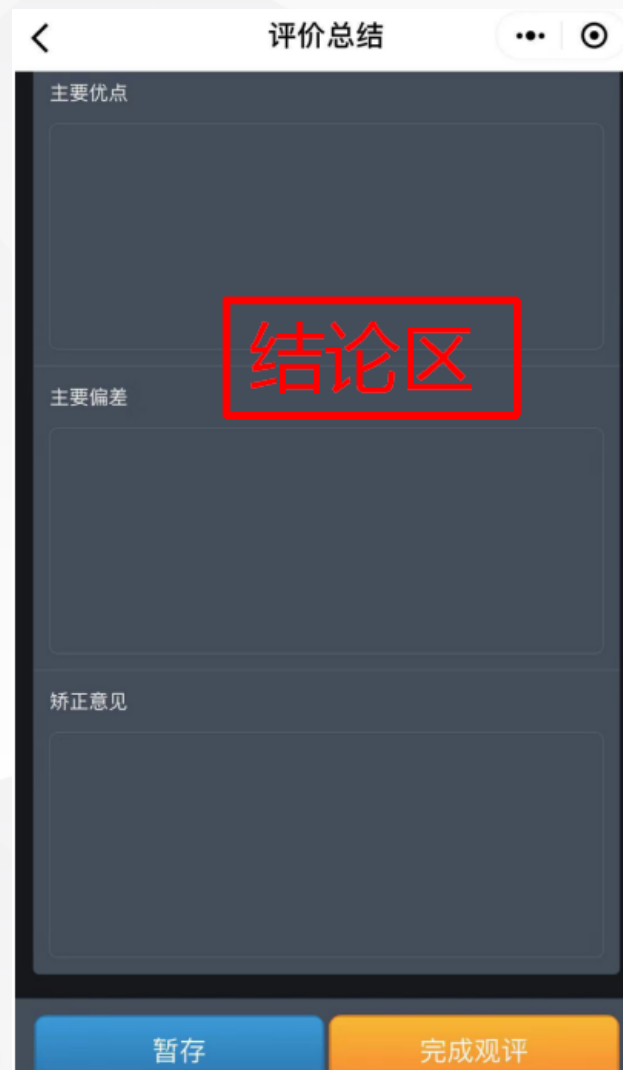 评价总结
主要优点
结论区
主要偏差
矫正意见
暂存
完成观评